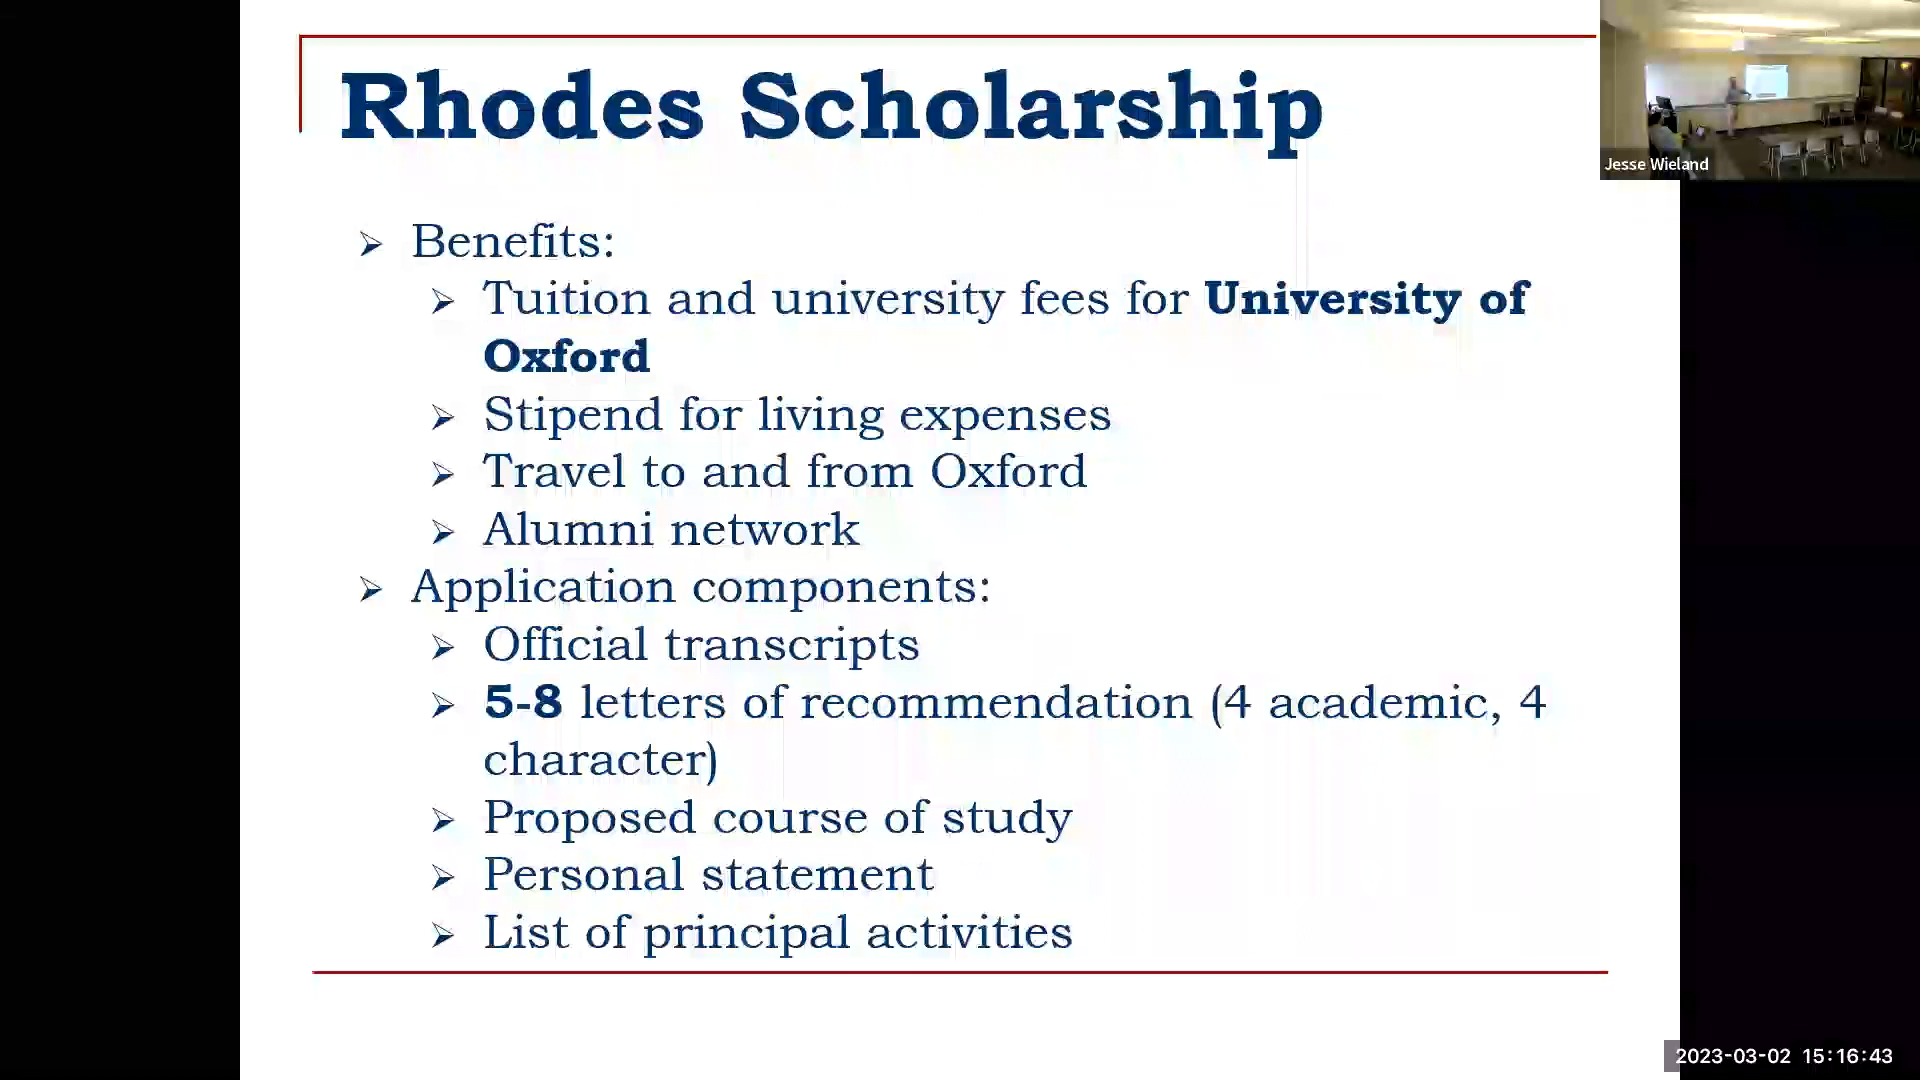 Rhodes Scholarship
Jesse Wieland
➢ Benefits:
➢ Tuition and university fees for University of
Oxford
➢ Stipend for living expenses
➢ Travel to and from Oxford
➢ Alumni network
➢ Application components:
➢ Official transcripts
➢ 5-8 letters of recommendation (4 academic, 4
character)
➢ Proposed course of study
➢ Personal statement
➢ List of principal activities
2023-03-02 15:16:43